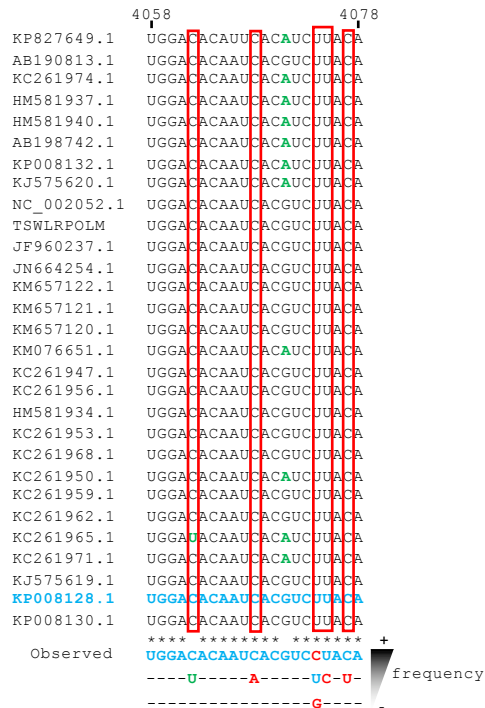 4058 4078
KP827649.1 UGGACACAUUCACAUCUUACA
AB190813.1 UGGACACAAUCACGUCUUACA
KC261974.1 UGGACACAAUCACAUCUUACA
HM581937.1 UGGACACAAUCACAUCUUACA
HM581940.1 UGGACACAAUCACAUCUUACA
AB198742.1 UGGACACAAUCACAUCUUACA
KP008132.1 UGGACACAAUCACAUCUUACA
KJ575620.1 UGGACACAAUCACAUCUUACA
NC_002052.1 UGGACACAAUCACGUCUUACA
TSWLRPOLM UGGACACAAUCACGUCUUACA
JF960237.1 UGGACACAAUCACGUCUUACA
JN664254.1 UGGACACAAUCACGUCUUACA
KM657122.1 UGGACACAAUCACGUCUUACA
KM657121.1 UGGACACAAUCACGUCUUACA
KM657120.1 UGGACACAAUCACGUCUUACA
KM076651.1 UGGACACAAUCACAUCUUACA
KC261947.1 UGGACACAAUCACGUCUUACA
KC261956.1 UGGACACAAUCACGUCUUACA
HM581934.1 UGGACACAAUCACGUCUUACA
KC261953.1 UGGACACAAUCACGUCUUACA
KC261968.1 UGGACACAAUCACGUCUUACA
KC261950.1 UGGACACAAUCACAUCUUACA
KC261959.1 UGGACACAAUCACGUCUUACA
KC261962.1 UGGACACAAUCACGUCUUACA
KC261965.1 UGGAUACAAUCACAUCUUACA
KC261971.1 UGGACACAAUCACAUCUUACA
KJ575619.1 UGGACACAAUCACGUCUUACA
KP008128.1 UGGACACAAUCACGUCUUACA
KP008130.1 UGGACACAAUCACGUCUUACA
**** ******** ******* +
Observed UGGACACAAUCACGUCCUACA
----U-----A-----UC-U- frequency
----------------G---- -